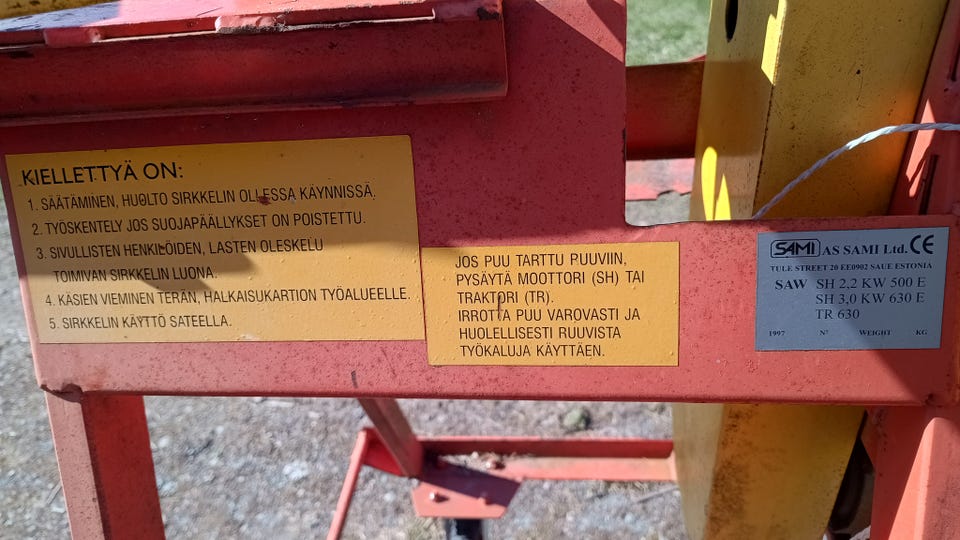 KIELLETTYÄ ON:
1. SÄÄTÄMINEN, HUOLTO SIRKKELIN OLLESSA KÄYNNISSÄ.
2. TYÖSKENTELY JOS SUOJAPÄÄLLYKSET ON POISTETTU.
3. SIVULLISTEN HENKILÖIDEN, LASTEN OLESKELU
TOIMIVAN SIRKKELIN LUONA.
4. KÄSIEN VIEMINEN TERÄN, HALKAISUKARTION TYÖALUEELLE.
5. SIRKKELIN KÄYTTÖ SATEELLA.
JOS PUU TARTTU PUUVIIN,
PYSÄYTÄ MOOTTORI (SH) TAI
TRAKTORI (TR).
IRROTTA PUU VAROVASTI JA
HUOLELLISESTI RUUVISTA
TYÖKALUJA KÄYTTÄEN.
SAMI AS SAMI Ltd. CE
TULE STREET 20 EE0902 SAUE ESTONIA
SAW SH 2,2 KW 500 E
SH 3,0 KW 630 E
TR 630
1997 Nº WEIGHT KG